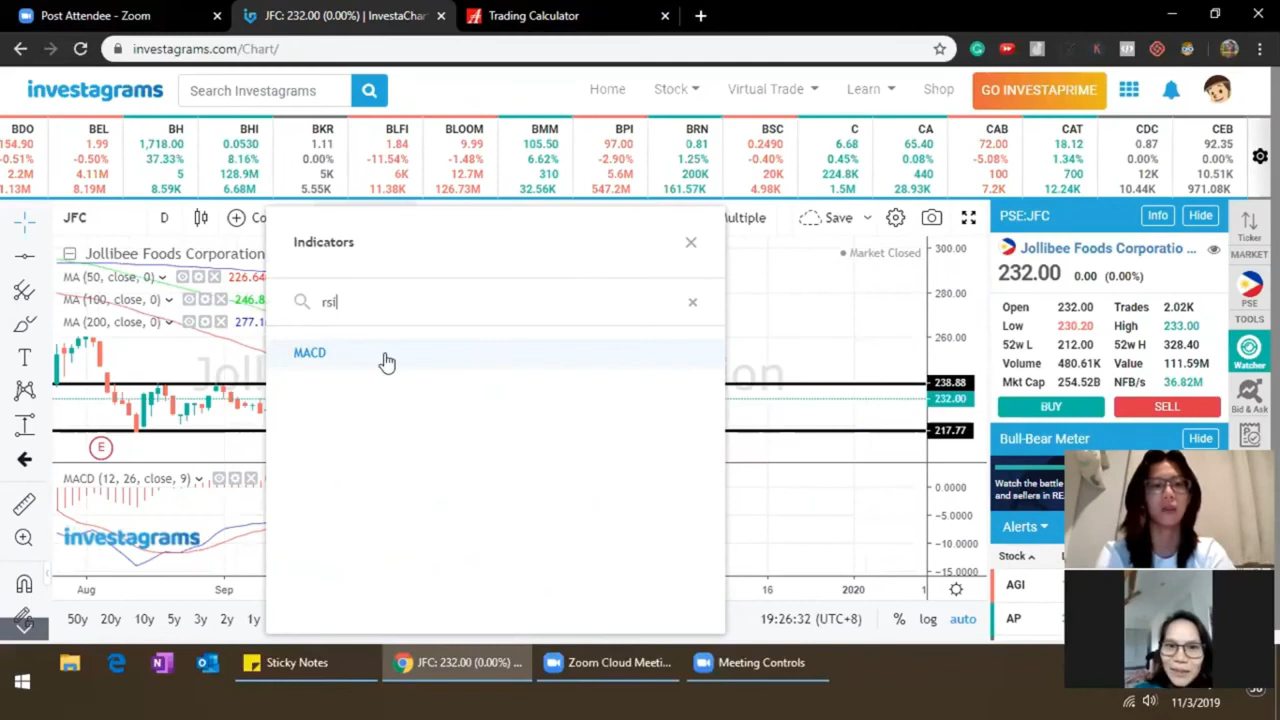 Post Attendee - Zoom
JFC: 232.00 (0.00%) | InvestaChar
Trading Calculator
investagrams.com/Chart/
investagrams
Search Investagrams
Home
Stock
Virtual Trade
Learn
Shop
GO INVESTAPRIME
BDO BEL BH BHI BKR BLFI BLOOM BMM BPI BRN BSC C CA CAB CAT CDC CEB
154.90 1.99 1,718.00 0.0530 1.11 1.84 9.99 105.50 97.00 0.81 0.2490 6.68 65.40 72.00 18.12 0.87 92.35
-0.51% -0.50% 37.33% 8.16% 0.00% -11.54% -1.48% 6.62% -2.90% 1.25% -0.40% 0.45% 0.08% -5.08% 1.34% 0.00% 0.00%
2.2M 4.11M 5 128.9M 5K 6K 12.7M 310 5.6M 200K 20K 224.8K 440 100 700 12K 10.51K
1.13M 8.19M 8.59K 6.68M 5.55K 11.38K 126.73M 32.56K 547.2M 161.57K 4.98K 1.5M 28.93K 7.2K 12.24K 10.44K 971.08K
JFC
D
Co
ultiple
Save
Jollibee Foods Corporation
MA (50, close, 0) 226.64
MA (100, close, 0) 246.8
MA (200, close, 0) 277.1
Market Closed
Indicators
rsi
MACD
300.00
280.00
260.00
238.88
232.00
217.77
E
MACD (12, 26, close, 9)
investagrams
0.0000
-5.0000
-10.0000
-15.0000
Aug
Sep
16
2020
50y 20y 10y 5y 3y 2y 1y
19:26:32 (UTC+8)
% log auto
PSE:JFC
Info
Hide
Jollibee Foods Corporatio ...
232.00 0.00 (0.00%)
Open 232.00 Trades 2.02K
Low 230.20 High 233.00
52w L 212.00 52w H 328.40
Volume 480.61K Value 111.59M
Mkt Cap 254.52B NFB/s 36.82M
BUY
SELL
Bull-Bear Meter
Hide
Watch the battle
and sellers in RE
Alerts
Stock
AGI
AP
Ticker
MARKET
PSE
TOOLS
Watcher
Bid & Ask
Sticky Notes
JFC: 232.00 (0.00%) ...
Zoom Cloud Meeti...
Meeting Controls
11/3/2019